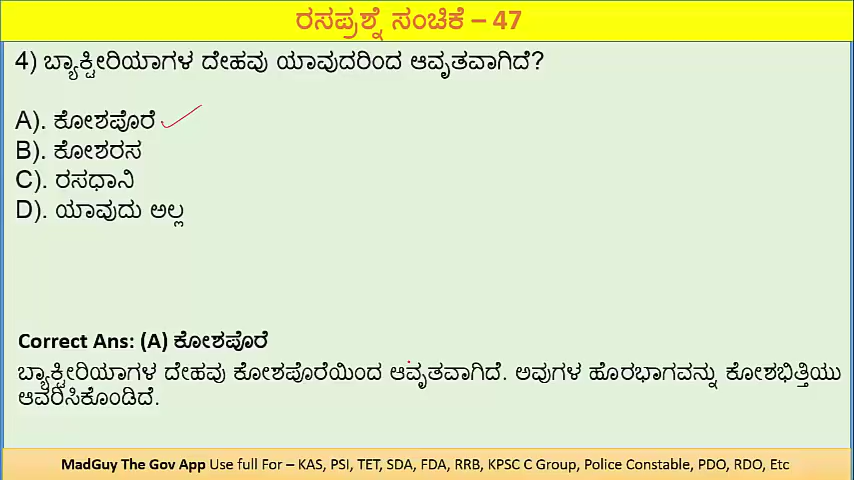 ರಸಪ್ರಶ್ನೆ ಸಂಚಿಕೆ – 47
4) ಬ್ಯಾಕ್ಟೀರಿಯಾಗಳ ದೇಹವು ಯಾವುದರಿಂದ ಆವೃತವಾಗಿದೆ?
A). ಕೋಶಪೊರೆ
B). ಕೋಶರಸ
C). ರಸಧಾನಿ
D). ಯಾವುದು ಅಲ್ಲ
Correct Ans: (A) ಕೋಶಪೊರೆ
ಬ್ಯಾಕ್ಟೀರಿಯಾಗಳ ದೇಹವು ಕೋಶಪೊರೆಯಿಂದ ಆವೃತವಾಗಿದೆ. ಅವುಗಳ ಹೊರಭಾಗವನ್ನು ಕೋಶಭಿತ್ತಿಯು
ಆವರಿಸಿಕೊಂಡಿದೆ.
MadGuy The Gov App Use full For – KAS, PSI, TET, SDA, FDA, RRB, KPSC C Group, Police Constable, PDO, RDO, Etc